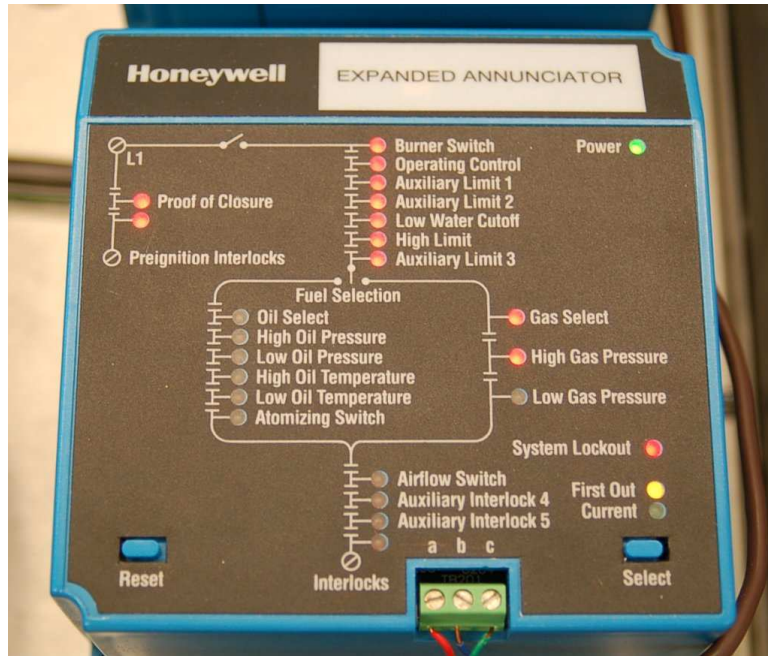 Honeywell
EXPANDED ANNUNCIATOR
L1
Burner Switch
Power
Operating Control
Auxiliary Limit 1
Proof of Closure
Auxiliary Limit 2
Low Water Cutoff
High Limit
Preignition Interlocks
Auxiliary Limit 3
Fuel Selection
Oil Select
Gas Select
High Oil Pressure
Low Oil Pressure
High Gas Pressure
High Oil Temperature
Low Oil Temperature
Low Gas Pressure
Atomizing Switch
System Lockout
Airflow Switch
First Out
Auxiliary Interlock 4
Current
Auxiliary Interlock 5
a b c
Reset
Interlocks
Select
TB201